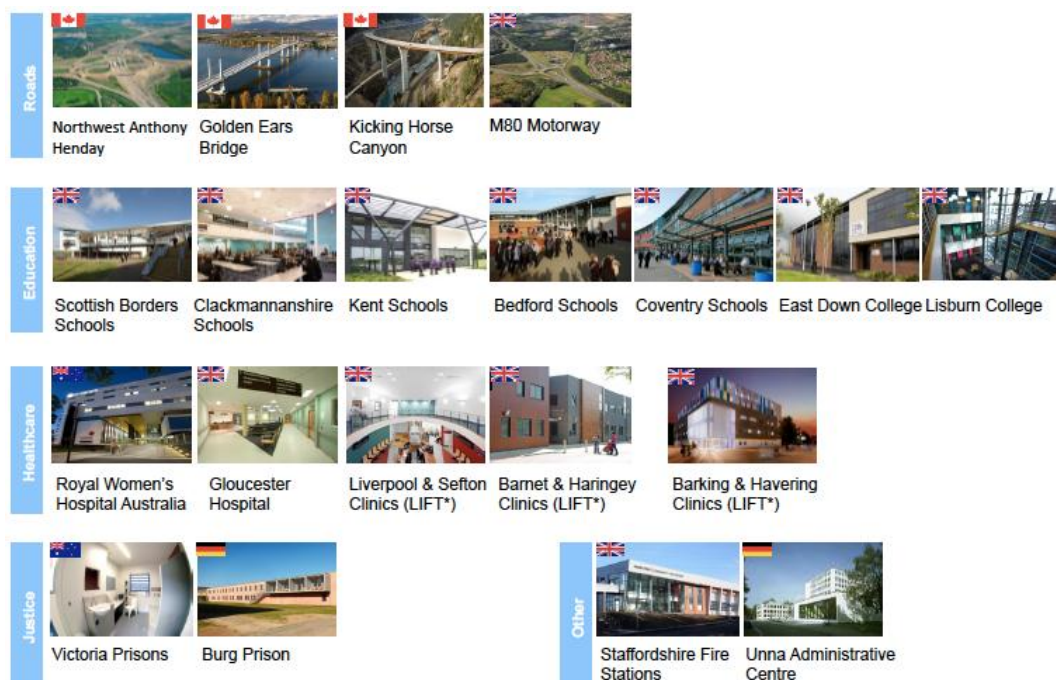 Roads
Northwest Anthony
Henday
Golden Ears
Bridge
Kicking Horse
Canyon
M80 Motorway
Education
Scottish Borders
Schools
Clackmannanshire
Schools
Kent Schools
Bedford Schools
Coventry Schools
East Down College
Lisburn College
Healthcare
Royal Women's
Hospital Australia
Gloucester
Hospital
Liverpool & Sefton
Clinics (LIFT*)
Barnet & Haringey
Clinics (LIFT*)
Barking & Havering
Clinics (LIFT*)
Justice
Victoria Prisons
Burg Prison
Other
Staffordshire Fire
Stations
Unna Administrative
Centre